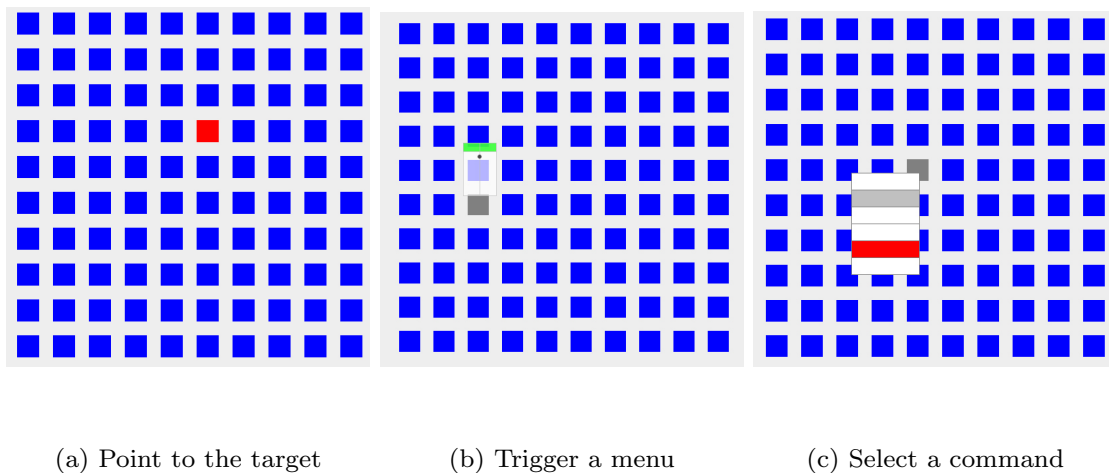 (a) Point to the target
(b) Trigger a menu
(c) Select a command